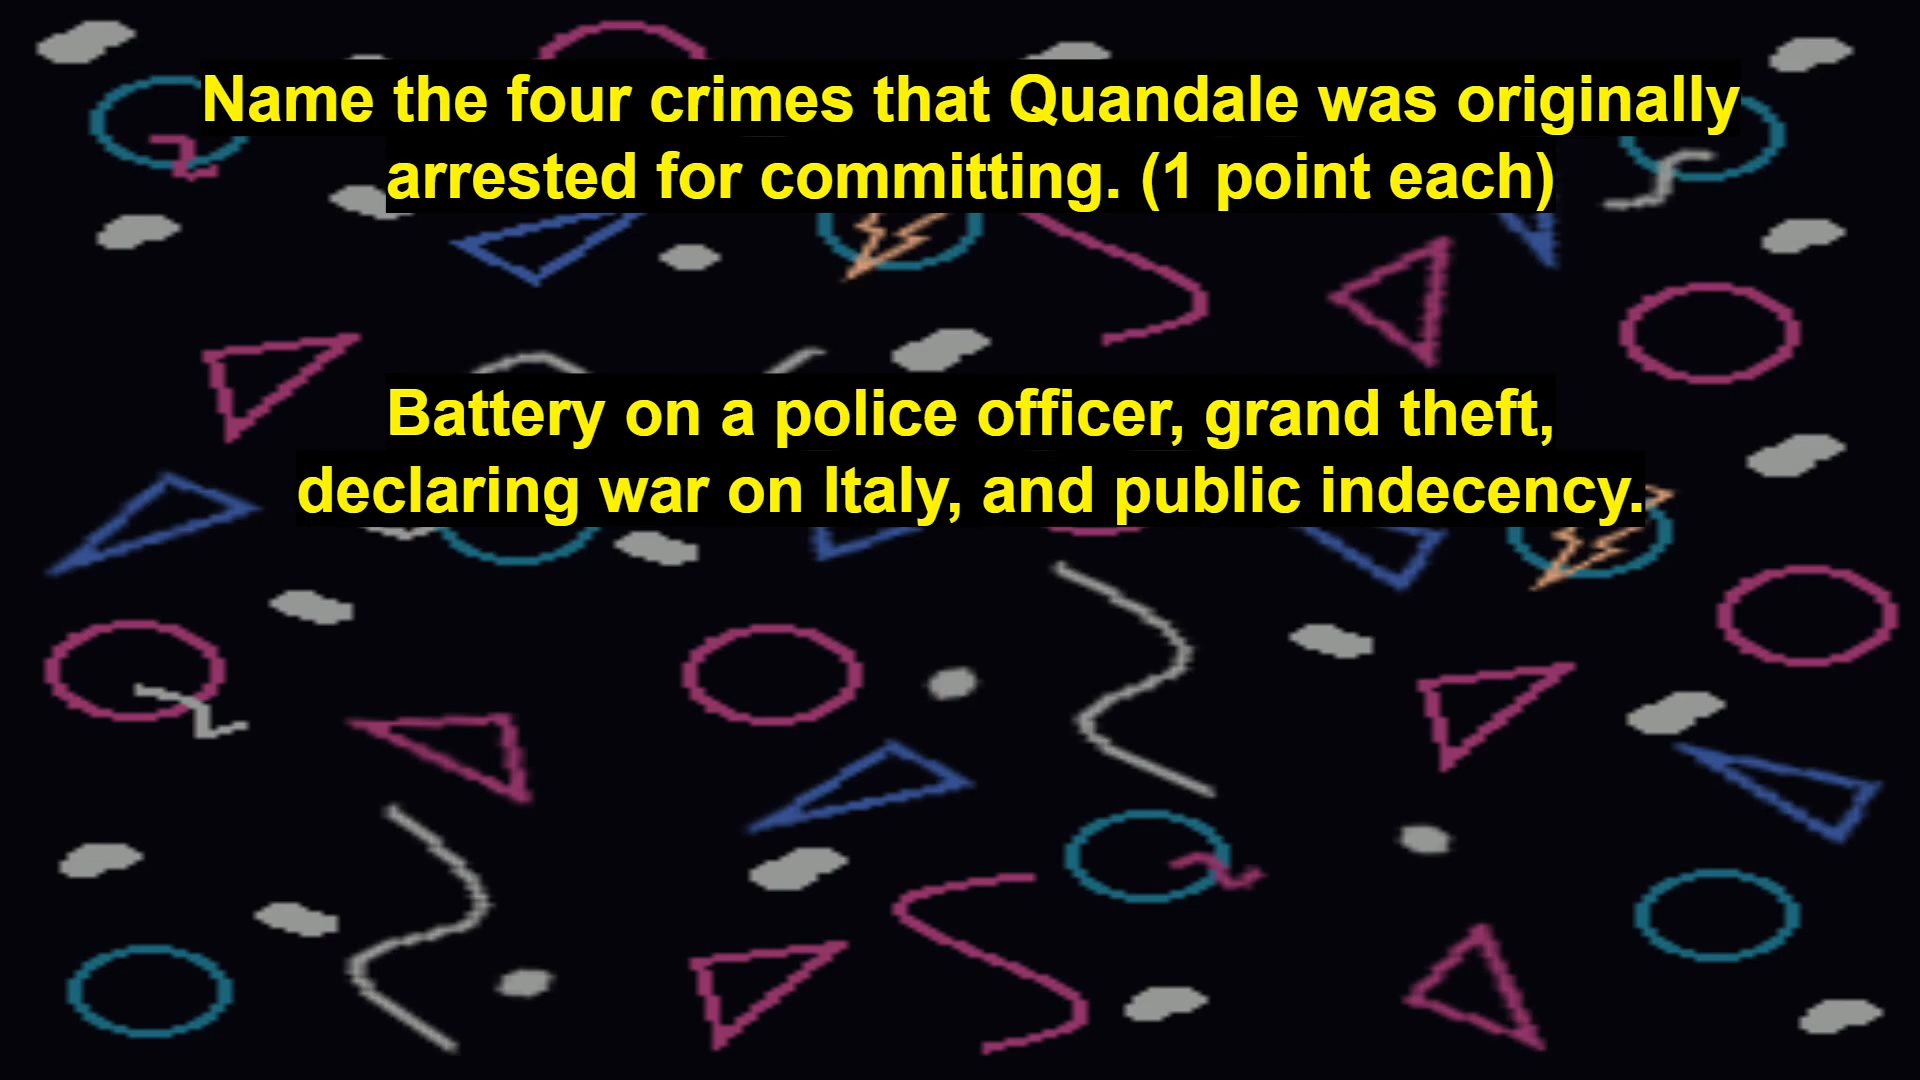 Name the four crimes that Quandale was originally
arrested for committing. (1 point each)
Battery on a police officer, grand theft,
declaring war on Italy, and public indecency.